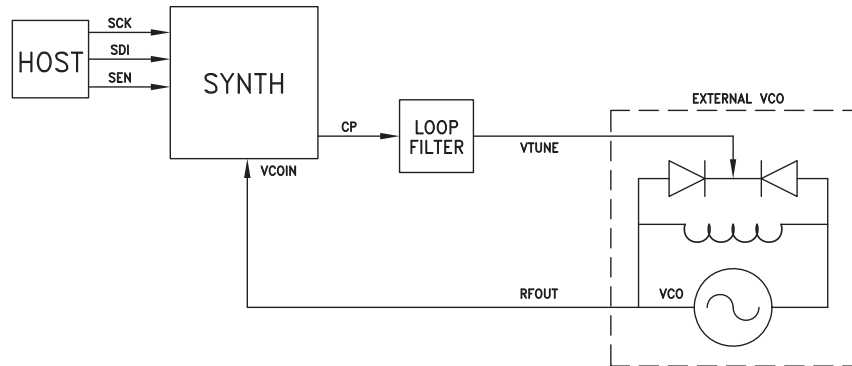 HOST
SCK
SDI
SEN
SYNTH
CP
LOOP
FILTER
VTUNE
EXTERNAL VCO
VCOIN
RFOUT
VCO